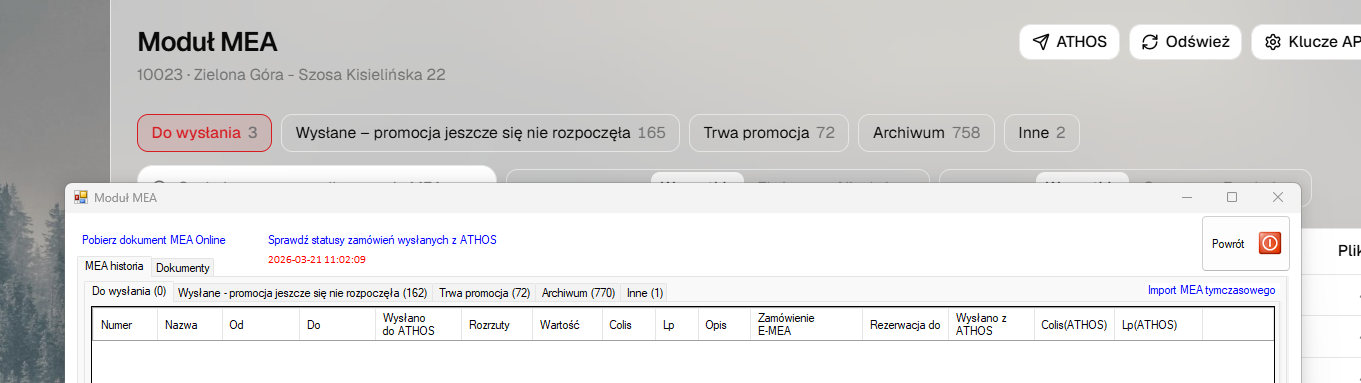 Moduł MEA
ATHOS
Odśwież
Klucze AP
10023 · Zielona Góra - Szosa Kisielińska 22
Do wysłania 3
Wysłane – promocja jeszcze się nie rozpoczęła 165
Trwa promocja 72
Archiwum 758
Inne 2
Moduł MEA
Pobierz dokument MEA Online
Sprawdź statusy zamówień wysłanych z ATHOS
2026-03-21 11:02:09
Powrót
Plik
MEA historia
Dokumenty
Do wysłania (0)
Wysłane - promocja jeszcze się nie rozpoczęła (162)
Trwa promocja (72)
Archiwum (770)
Inne (1)
Import MEA tymczasowego
Numer
Nazwa
Od
Do
Wysłano
do ATHOS
Rozrzuty
Wartość
Colis
Lp
Opis
Zamówienie
E-MEA
Rezerwacja do
Wysłano z
ATHOS
Colis(ATHOS)
Lp(ATHOS)